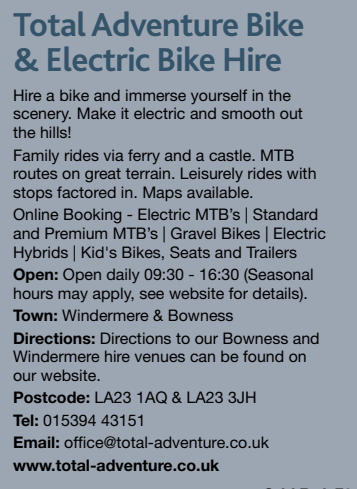 Total Adventure Bike
& Electric Bike Hire
Hire a bike and immerse yourself in the
scenery. Make it electric and smooth out
the hills!
Family rides via ferry and a castle. MTB
routes on great terrain. Leisurely rides with
stops factored in. Maps available.
Online Booking - Electric MTB's | Standard
and Premium MTB's | Gravel Bikes | Electric
Hybrids | Kid's Bikes, Seats and Trailers
Open: Open daily 09:30 - 16:30 (Seasonal
hours may apply, see website for details).
Town: Windermere & Bowness
Directions: Directions to our Bowness and
Windermere hire venues can be found on
our website.
Postcode: LA23 1AQ & LA23 3JH
Tel: 015394 43151
Email: office@total-adventure.co.uk
www.total-adventure.co.uk